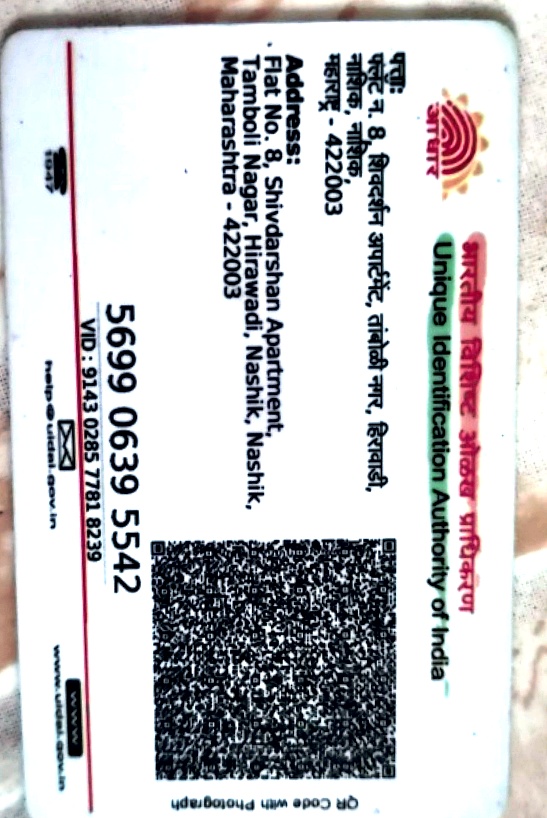 आधार
भारतीय विशिष्ट ओळख प्राधिकरण
Unique Identification Authority of India
पत्ता:
फ्लॅट न. 8, शिवदर्शन अपार्टमेंट, तांबोळी नगर, हिरावाडी,
नाशिक, नाशिक,
महाराष्ट्र - 422003
Address:
Flat No. 8, Shivdarshan Apartment,
Tamboli Nagar, Hirawadi, Nashik, Nashik,
Maharashtra - 422003
QR Code with Photograph
5699 0639 5542
VID : 9143 0285 7781 8239
1947
help@uidai.gov.in
www
www.uidai.gov.in